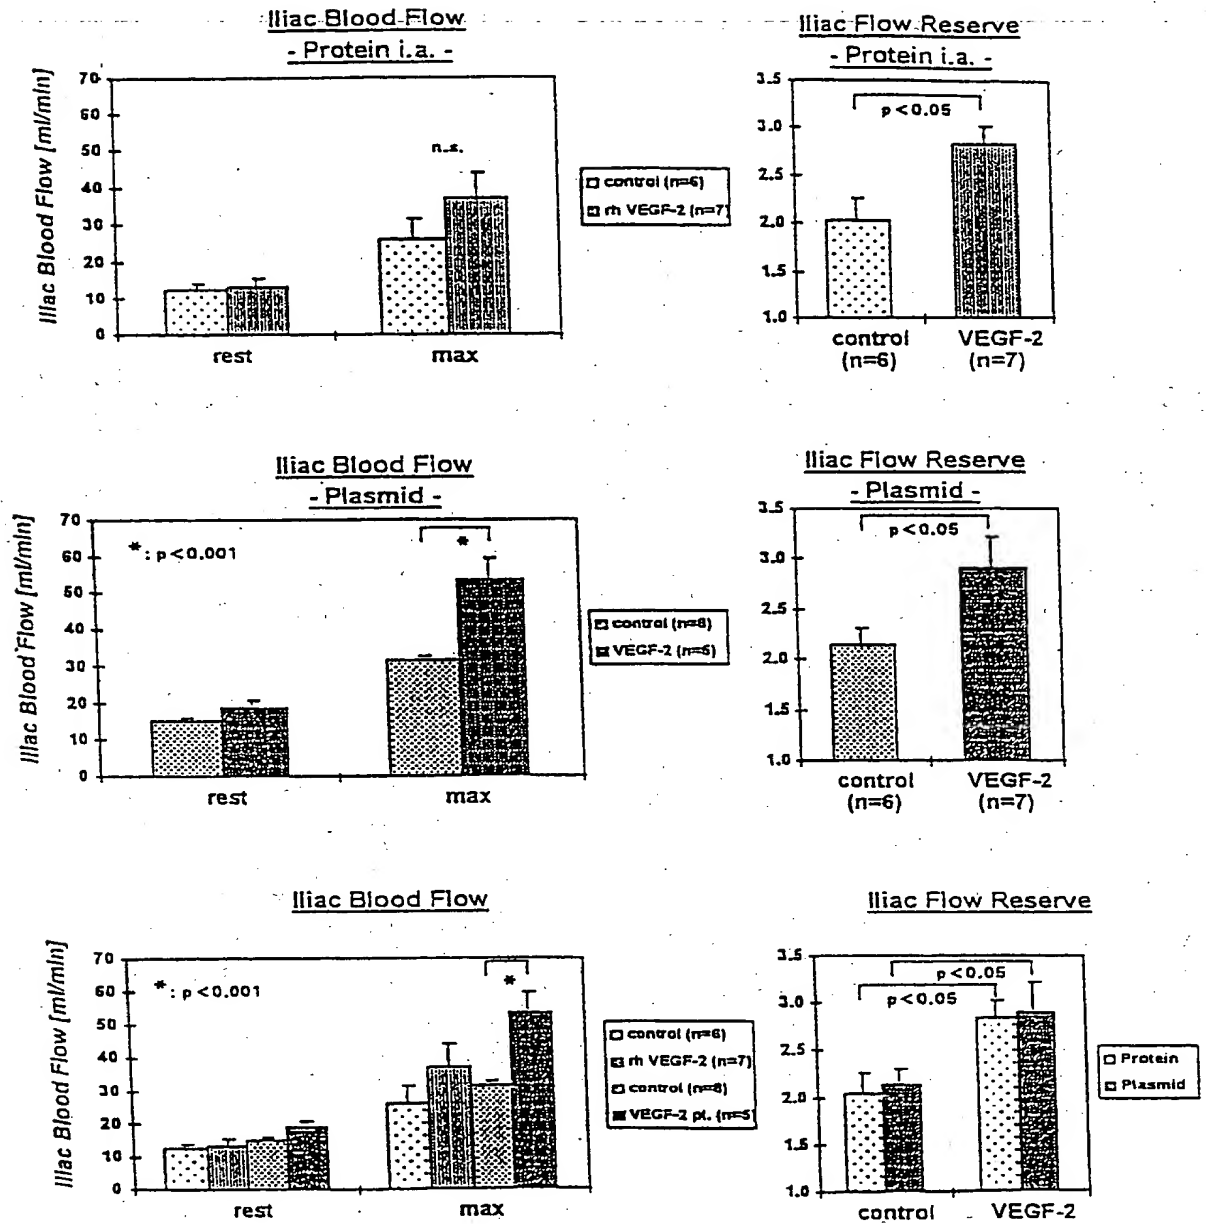 Iliac Blood Flow
- Protein i.a. -
Iliac Blood Flow [ml/min]
70
60
50
40
30
20
10
0
n.s.
rest
max
control (n=6)
rh VEGF-2 (n=7)
Iliac Flow Reserve
- Protein i.a. -
3.5
3.0
2.5
2.0
1.5
1.0
p<0.05
control
(n=6)
VEGF-2
(n=7)
Iliac Blood Flow
- Plasmid -
Iliac Blood Flow [ml/min]
70
60
50
40
30
20
10
0
*: p<0.001
*
rest
max
control (n=8)
VEGF-2 (n=6)
Iliac Flow Reserve
- Plasmid -
3.5
3.0
2.5
2.0
1.5
1.0
p<0.05
control
(n=6)
VEGF-2
(n=7)
Iliac Blood Flow
Iliac Blood Flow [ml/min]
70
60
50
40
30
20
10
0
*: p<0.001
*
rest
max
control (n=6)
rh VEGF-2 (n=7)
control (n=8)
VEGF-2 pl.
Iliac Flow Reserve
3.5
3.0
2.5
2.0
1.5
1.0
p<0.05
p<0.05
control
VEGF-2
Protein
Plasmid